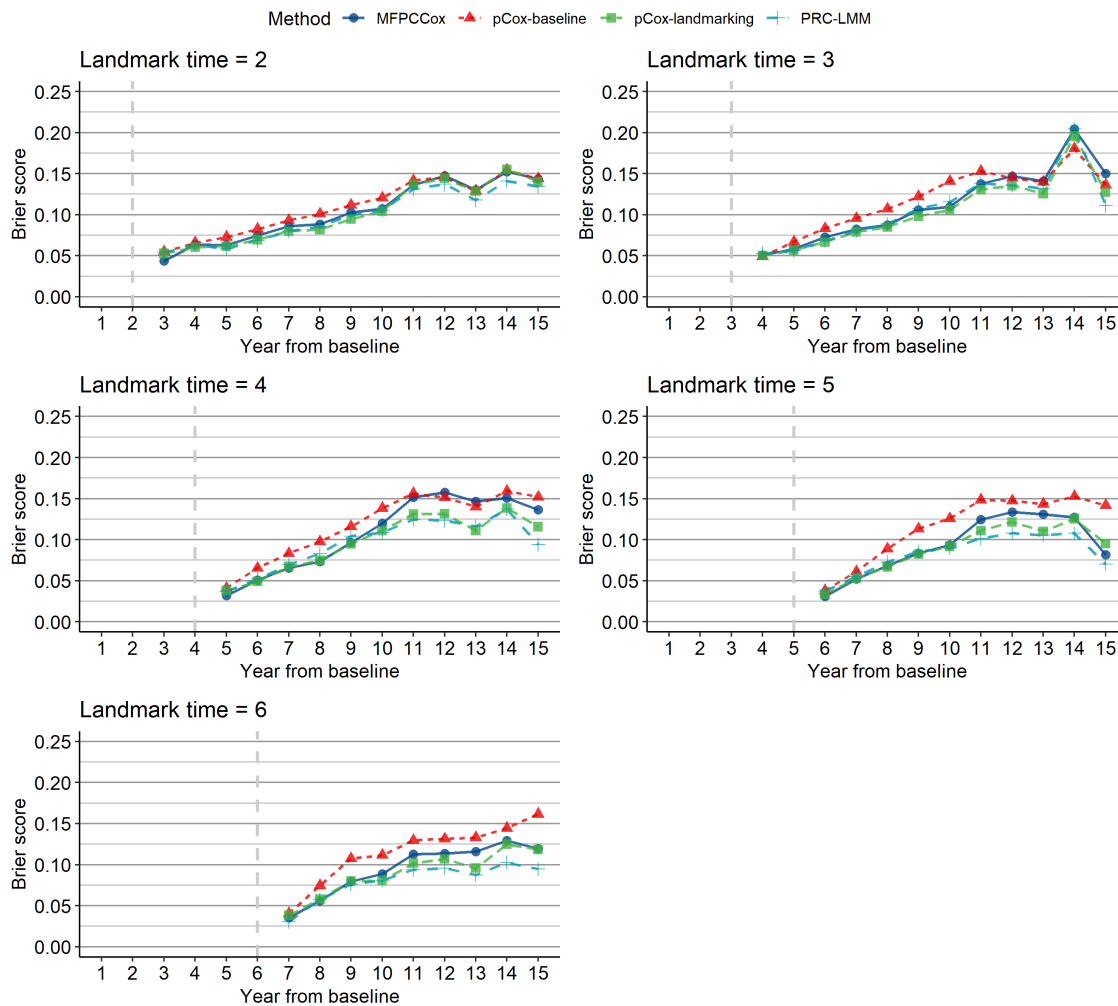 Method MFPCCox pCox-baseline pCox-landmarking PRC-LMM
Landmark time = 2
Brier score
0.25
0.20
0.15
0.10
0.05
0.00
1 2 3 4 5 6 7 8 9 10 11 12 13 14 15
Year from baseline
Landmark time = 3
Brier score
0.25
0.20
0.15
0.10
0.05
0.00
1 2 3 4 5 6 7 8 9 10 11 12 13 14 15
Year from baseline
Landmark time = 4
Brier score
0.25
0.20
0.15
0.10
0.05
0.00
1 2 3 4 5 6 7 8 9 10 11 12 13 14 15
Year from baseline
Landmark time = 5
Brier score
0.25
0.20
0.15
0.10
0.05
0.00
1 2 3 4 5 6 7 8 9 10 11 12 13 14 15
Year from baseline
Landmark time = 6
Brier score
0.25
0.20
0.15
0.10
0.05
0.00
1 2 3 4 5 6 7 8 9 10 11 12 13 14 15
Year from baseline